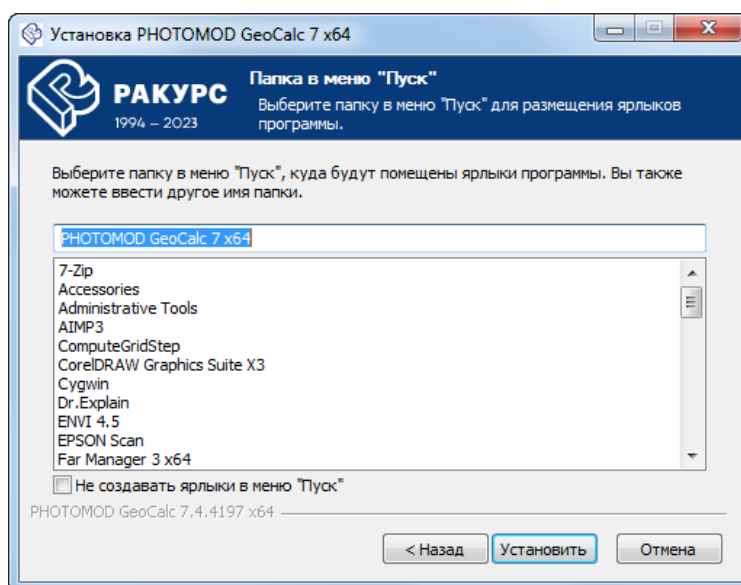 Установка PHOTOMOD GeoCalc 7 x64
РАКУРС
1994 – 2023
Папка в меню "Пуск"
Выберите папку в меню "Пуск" для размещения ярлыков
программы.
Выберите папку в меню "Пуск", куда будут помещены ярлыки программы. Вы также
можете ввести другое имя папки.
PHOTOMOD GeoCalc 7 x64
7-Zip
Accessories
Administrative Tools
AIMP3
ComputeGridStep
CorelDRAW Graphics Suite X3
Cygwin
Dr.Explain
ENVI 4.5
EPSON Scan
Far Manager 3 x64
Не создавать ярлыки в меню "Пуск"
PHOTOMOD GeoCalc 7.4.4197 x64
< Назад
Установить
Отмена